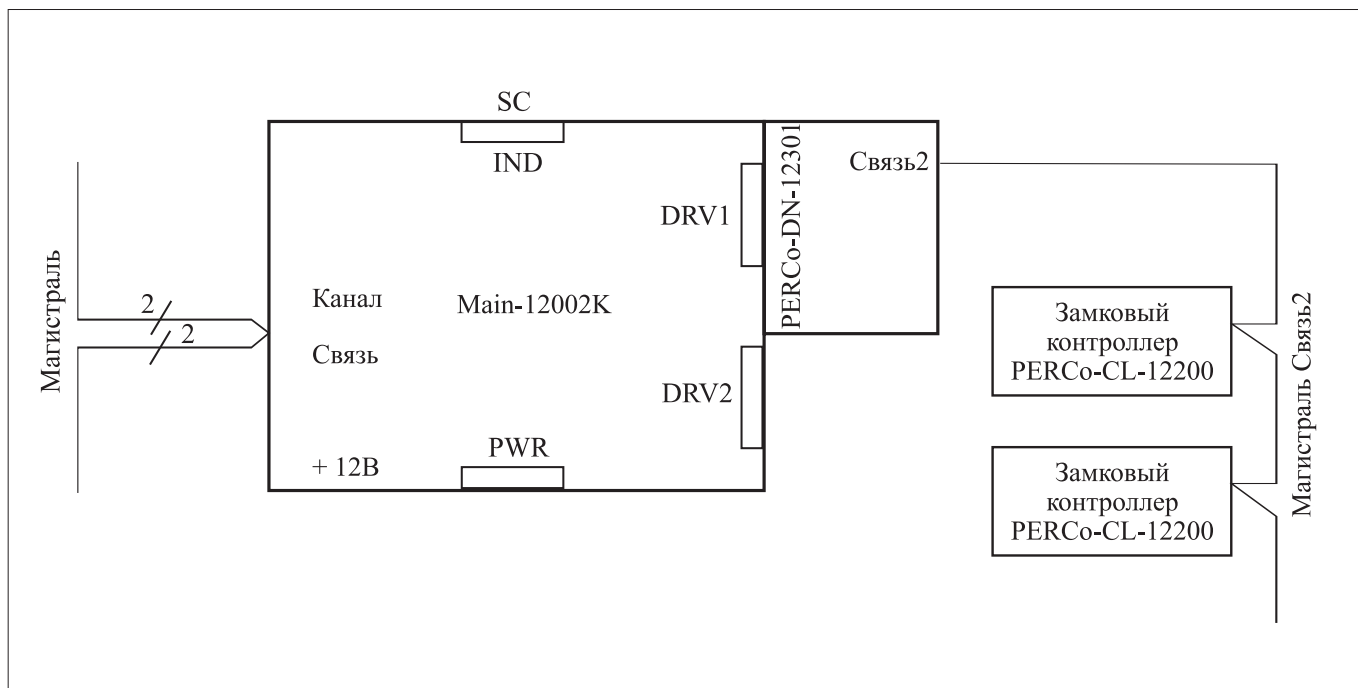 SC
IND
Магистраль
2
2
Канал
Связь
+ 12В
Main-12002K
PWR
DRV1
DRV2
PERCo-DN-12301
Связь2
Замковый
контроллер
PERCo-CL-12200
Замковый
контроллер
PERCo-CL-12200
Магистраль Связь2